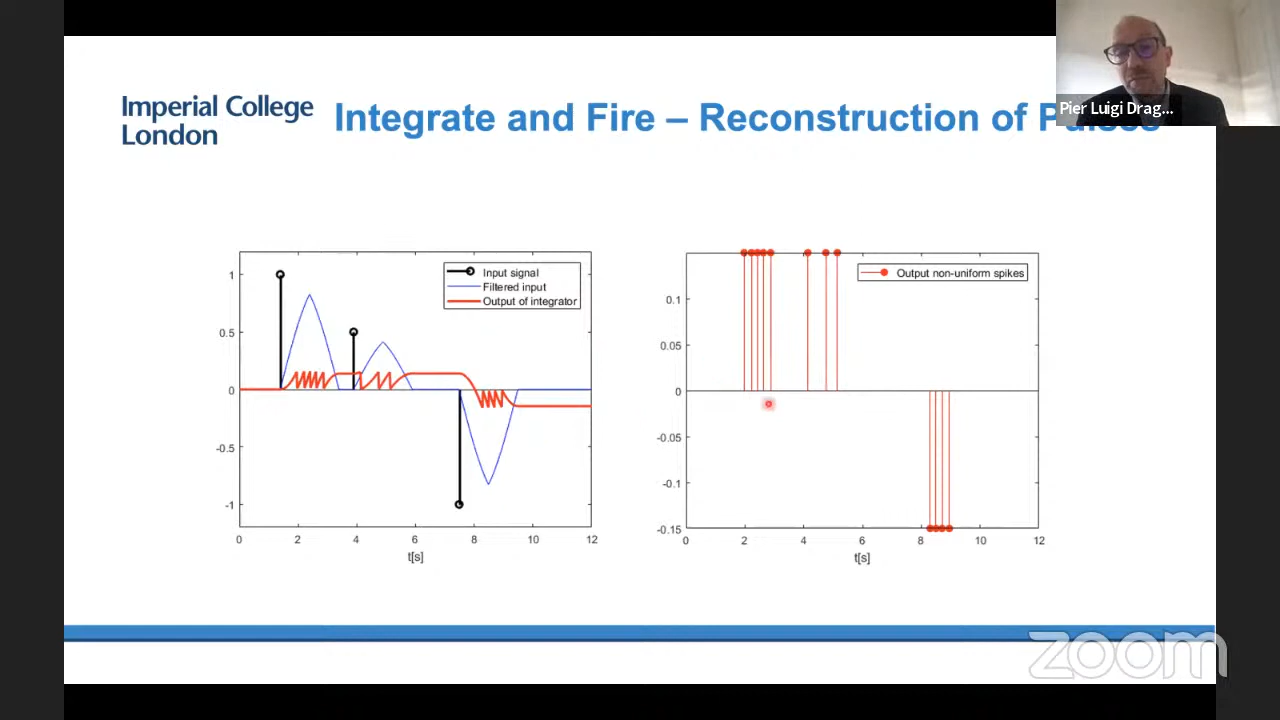 Imperial College
London
Integrate and Fire – Reconstruction of
Pier Luigi Drag...
Input signal
Filtered input
Output of integrator
1
0.5
0
-0.5
-1
0 2 4 6 8 10 12
t[s]
Output non-uniform spikes
0.1
0.05
0
-0.05
-0.1
-0.15
0 2 4 6 8 10 12
t[s]
zoom